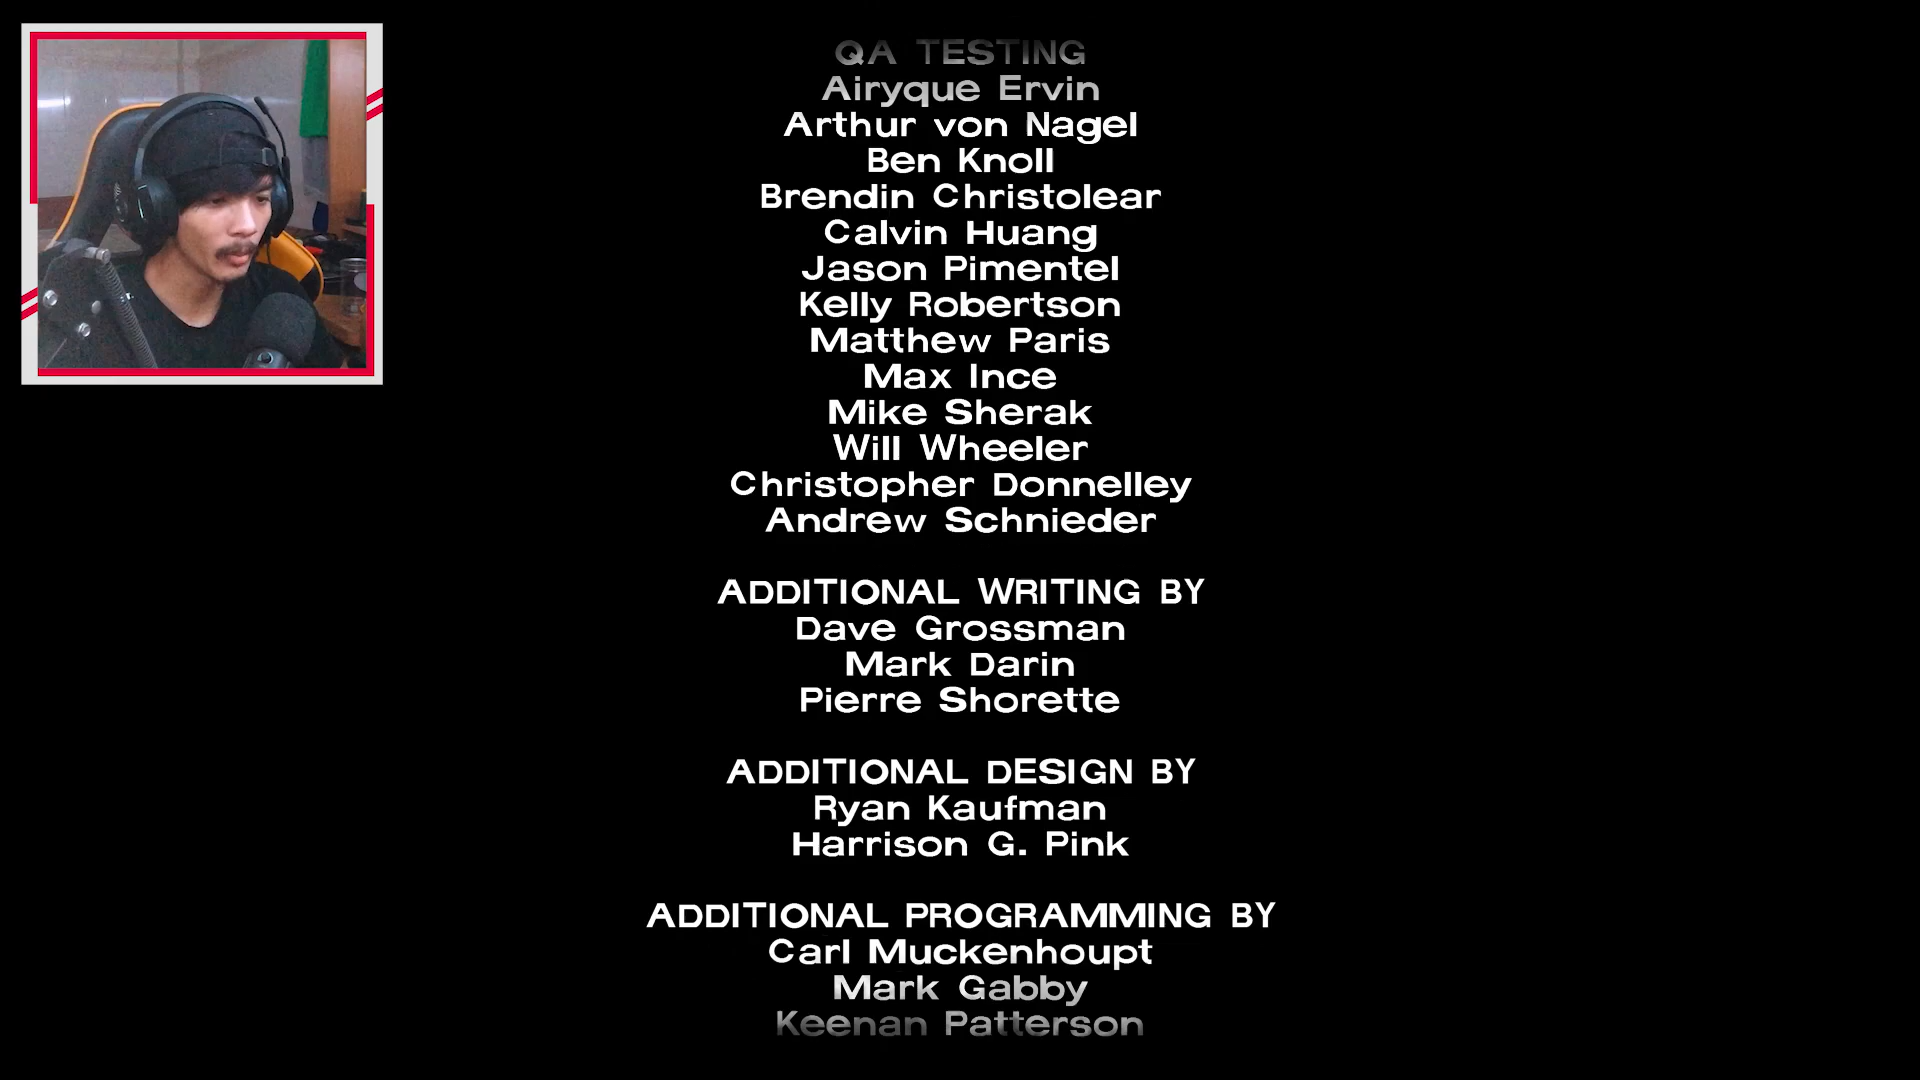 QA TESTING
Airyque Ervin
Arthur von Nagel
Ben Knoll
Brendin Christolear
Calvin Huang
Jason Pimentel
Kelly Robertson
Matthew Paris
Max Ince
Mike Sherak
Will Wheeler
Christopher Donnelley
Andrew Schnieder
ADDITIONAL WRITING BY
Dave Grossman
Mark Darin
Pierre Shorette
ADDITIONAL DESIGN BY
Ryan Kaufman
Harrison G. Pink
ADDITIONAL PROGRAMMING BY
Carl Muckenhoupt
Mark Gabby
Keenan Patterson